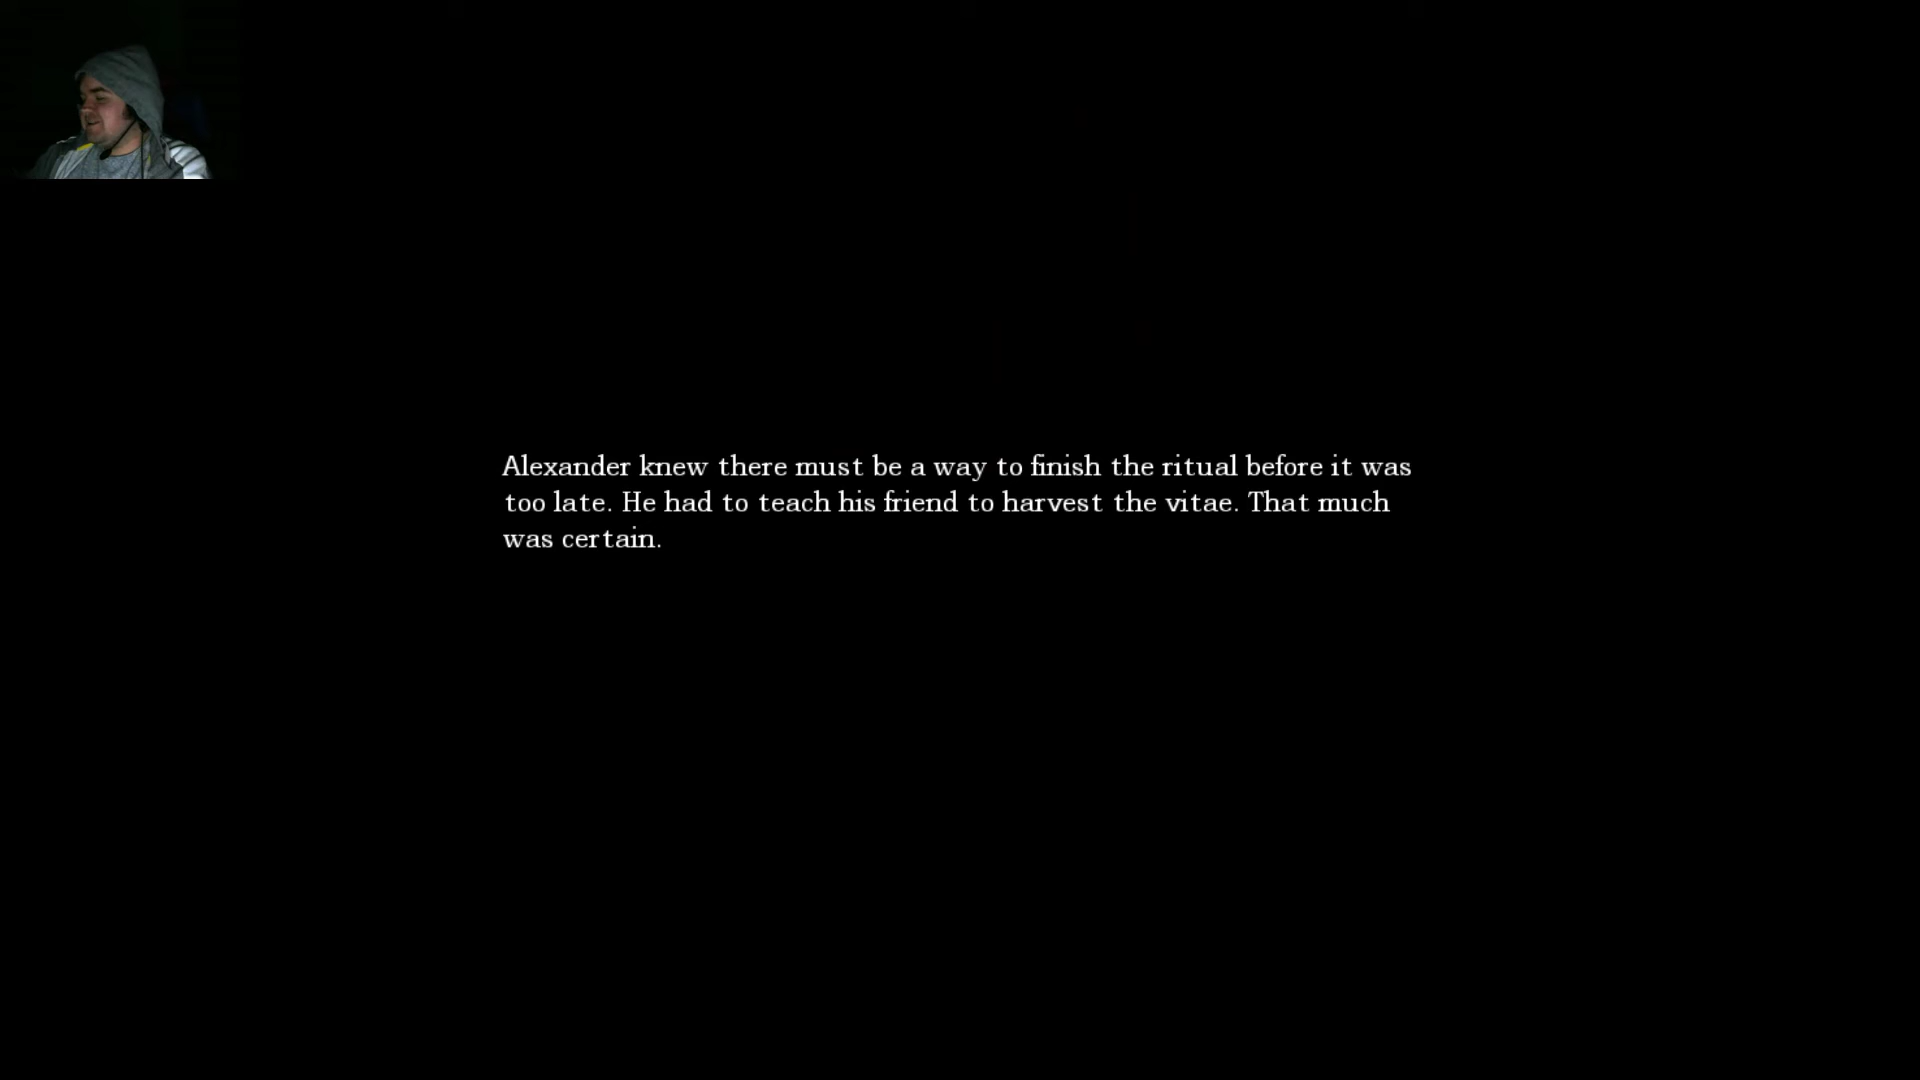 Alexander knew there must be a way to finish the ritual before it was
too late. He had to teach his friend to harvest the vitae. That much
was certain.